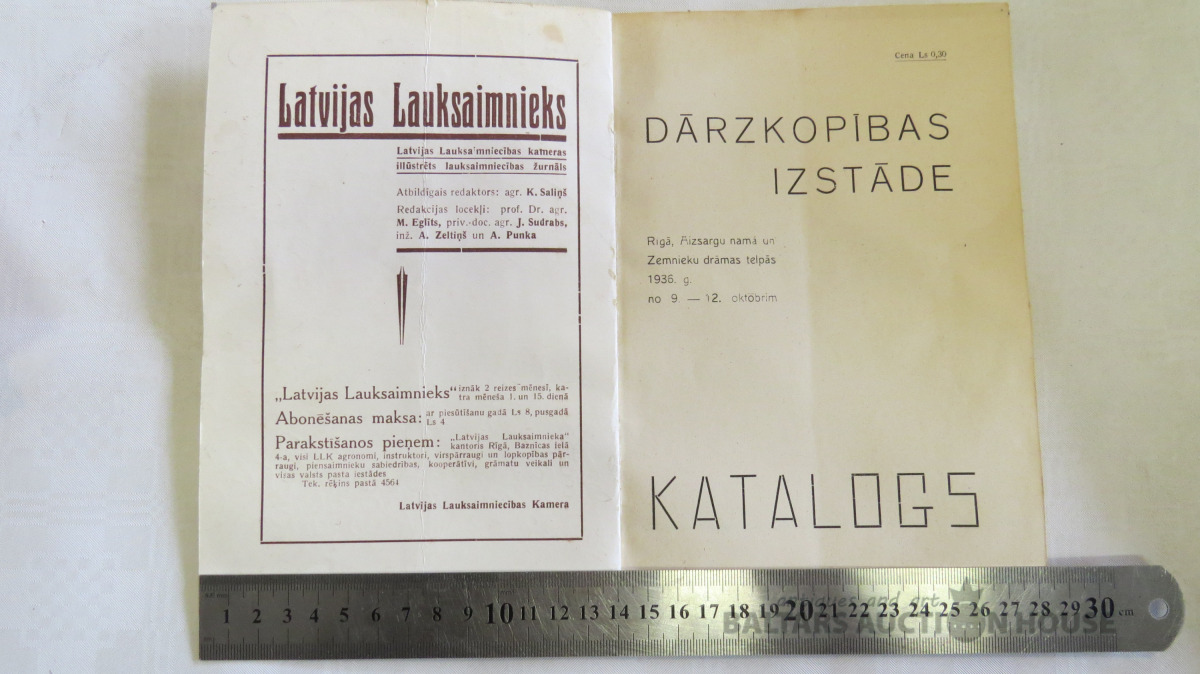 Latvijas Lauksaimnieks
Latvijas Lauksaimniecības kameras
illūstrēts lauksaimniecības žurnāls
Atbildīgais redaktors: agr. K. Saliņš
Redakcijas locekļi: prof. Dr. agr.
M. Eglīts, priv.-doc. agr. J. Sudrabs,
inž. A. Zeltiņš un A. Punka
„Latvijas Lauksaimnieks“ iznāk 2 reizes mēnesī, ka-
tra mēneša 1. un 15. dienā
Abonēšanas maksa: ar piesūtīšanu gadā Ls 8, pusgadā
Ls 4
Parakstīšanos pieņem: „Latvijas Lauksaimnieka“
kantoris Rīgā, Baznīcas ielā
4-a, visi LLK agronomi, instruktori, virspārraugi un lopkopības pār-
raugi, piensaimnieku sabiedrības, kooperātīvi, grāmatu veikali un
visas valsts pasta iestādes
Tek. rēķins pastā 4564
Latvijas Lauksaimniecības Kamera
Cena Ls 0,30
DĀRZKOPĪBAS
IZSTĀDE
Rīgā, Aizsargu namā un
Zemnieku drāmas telpās
1936. g.
no 9. — 12. oktōbrim
KATALOGS
1 2 3 4 5 6 7 8 9 10 11 12 13 14 15 16 17 18 19 20 21 22 23 24 25 26 27 28 29 30 cm
antiques and art
BALTARS AUCTION HOUSE